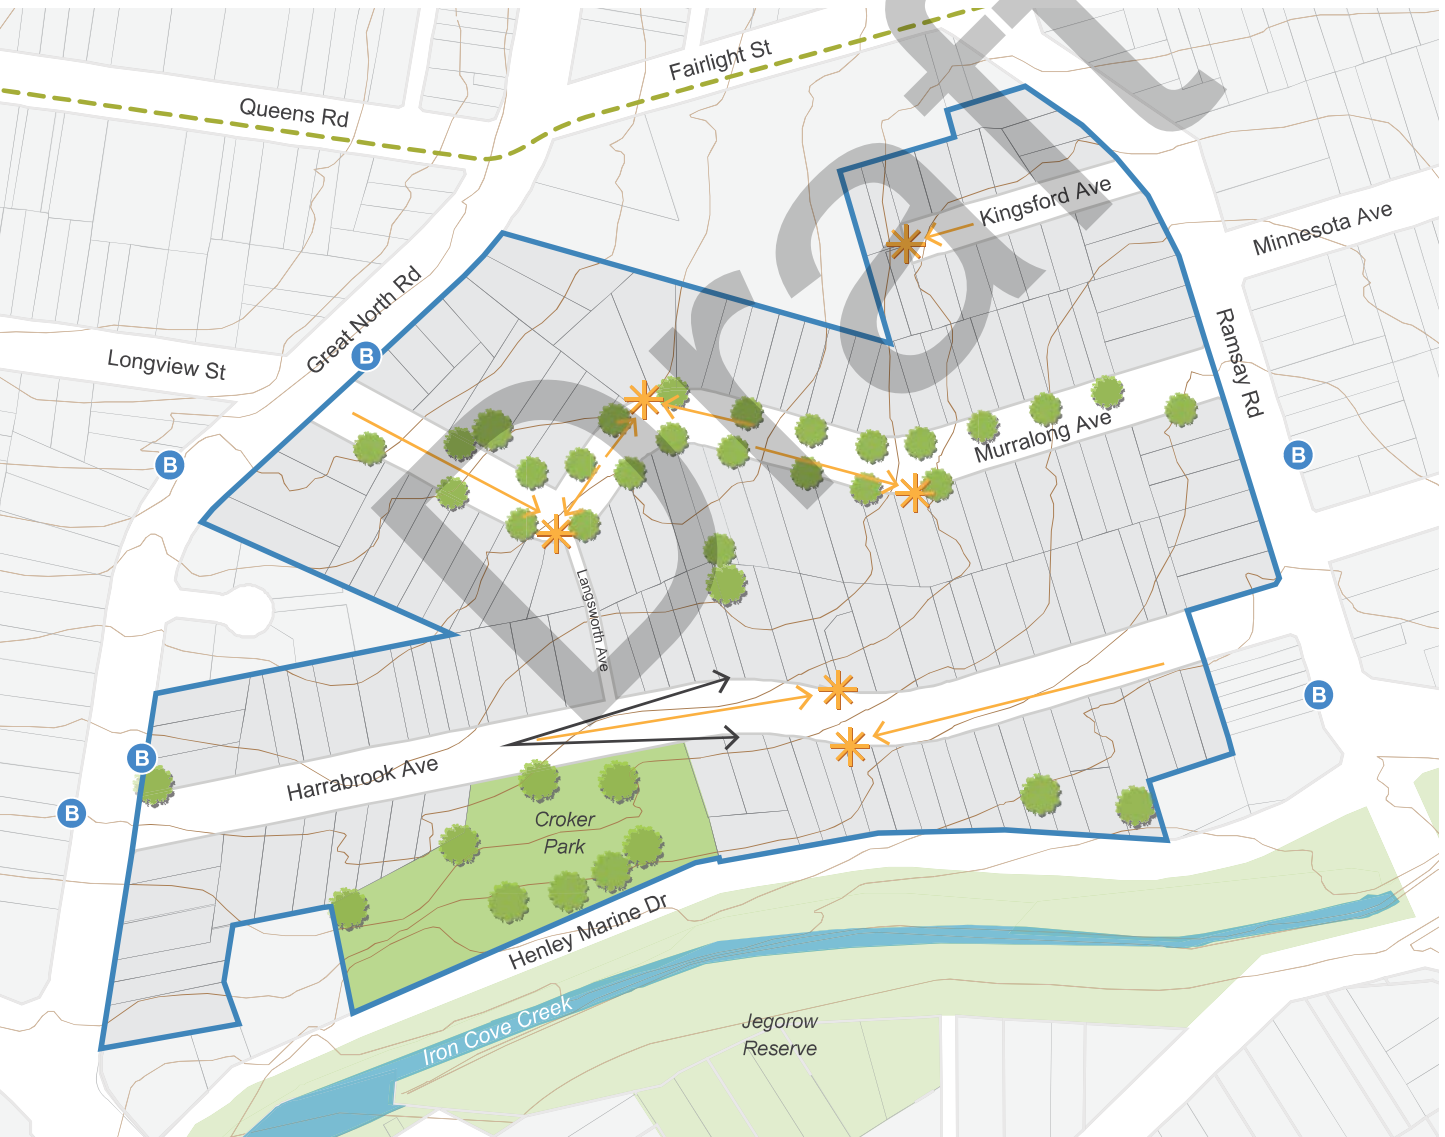 Fairlight St
Queens Rd
Kingsford Ave
Minnesota Ave
Great North Rd
B
Longview St
Ramsay Rd
Murralong Ave
B
B
Draft
Langsworth Ave
B
B
Harrabrook Ave
B
Croker
Park
Henley Marine Dr
Iron Cove Creek
Jegorow
Reserve